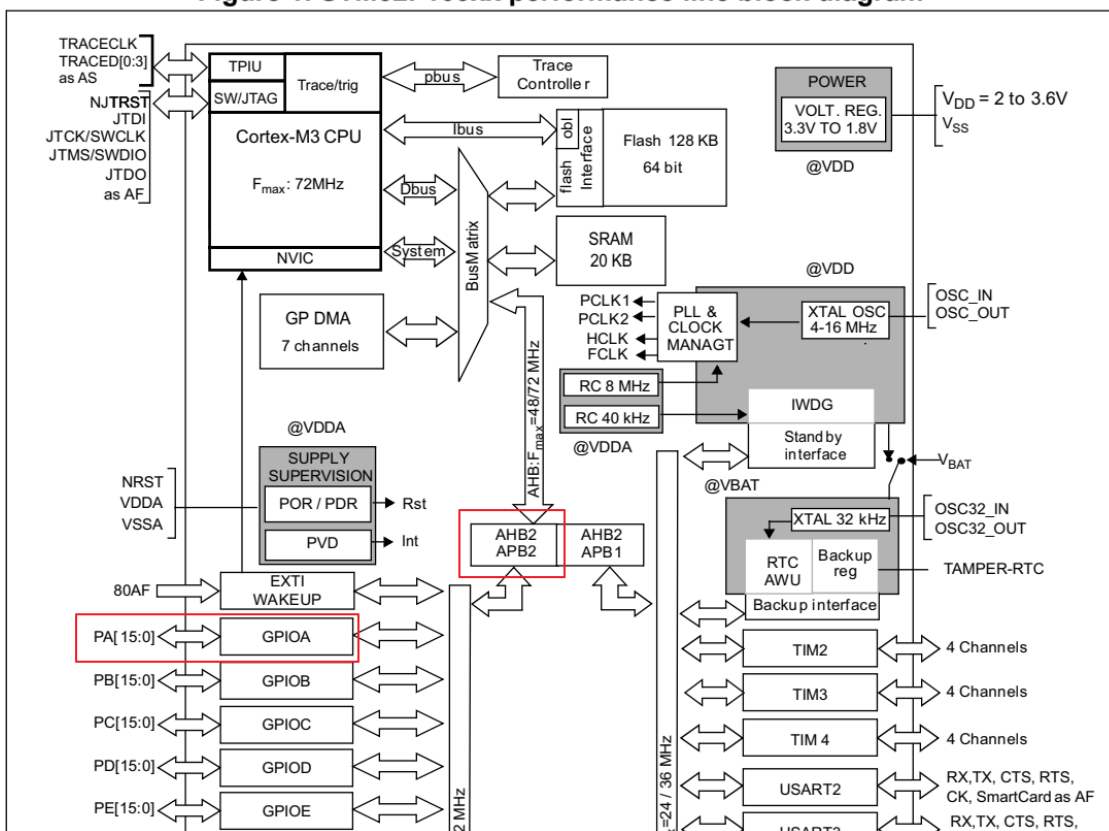 TRACECLK
TRACED[0:3]
as AS
NJTRST
JTDI
JTCK/SWCLK
JTMS/SWDIO
JTDO
as AF
TPIU
SW/JTAG
Trace/trig
Cortex-M3 CPU
Fmax: 72MHz
NVIC
pbus
Trace
Controller
Ibus
Dbus
System
BusMatrix
obl
flash
Interface
Flash 128 KB
64 bit
SRAM
20 KB
GP DMA
7 channels
POWER
VOLT. REG.
3.3V TO 1.8V
@VDD
VDD = 2 to 3.6V
VSS
@VDD
PCLK1
PCLK2
HCLK
FCLK
PLL &
CLOCK
MANAGT
XTAL OSC
4-16 MHz
OSC_IN
OSC_OUT
RC 8 MHz
RC 40 kHz
@VDDA
IWDG
Standby
interface
VBAT
@VBAT
XTAL 32 kHz
OSC32_IN
OSC32_OUT
RTC
AWU
Backup
reg
TAMPER-RTC
Backup interface
AHB:Fmax=48/72 MHz
@VDDA
SUPPLY
SUPERVISION
NRST
VDDA
VSSA
POR / PDR
Rst
PVD
Int
AHB2
APB2
AHB2
APB1
80AF
EXTI
WAKEUP
PA[15:0]
GPIOA
PB[15:0]
GPIOB
PC[15:0]
GPIOC
PD[15:0]
GPIOD
PE[15:0]
GPIOE
2 MHz
=24 / 36 MHz
TIM2
4 Channels
TIM3
4 Channels
TIM 4
4 Channels
USART2
RX,TX, CTS, RTS,
CK, SmartCard as AF
RX,TX, CTS, RTS,